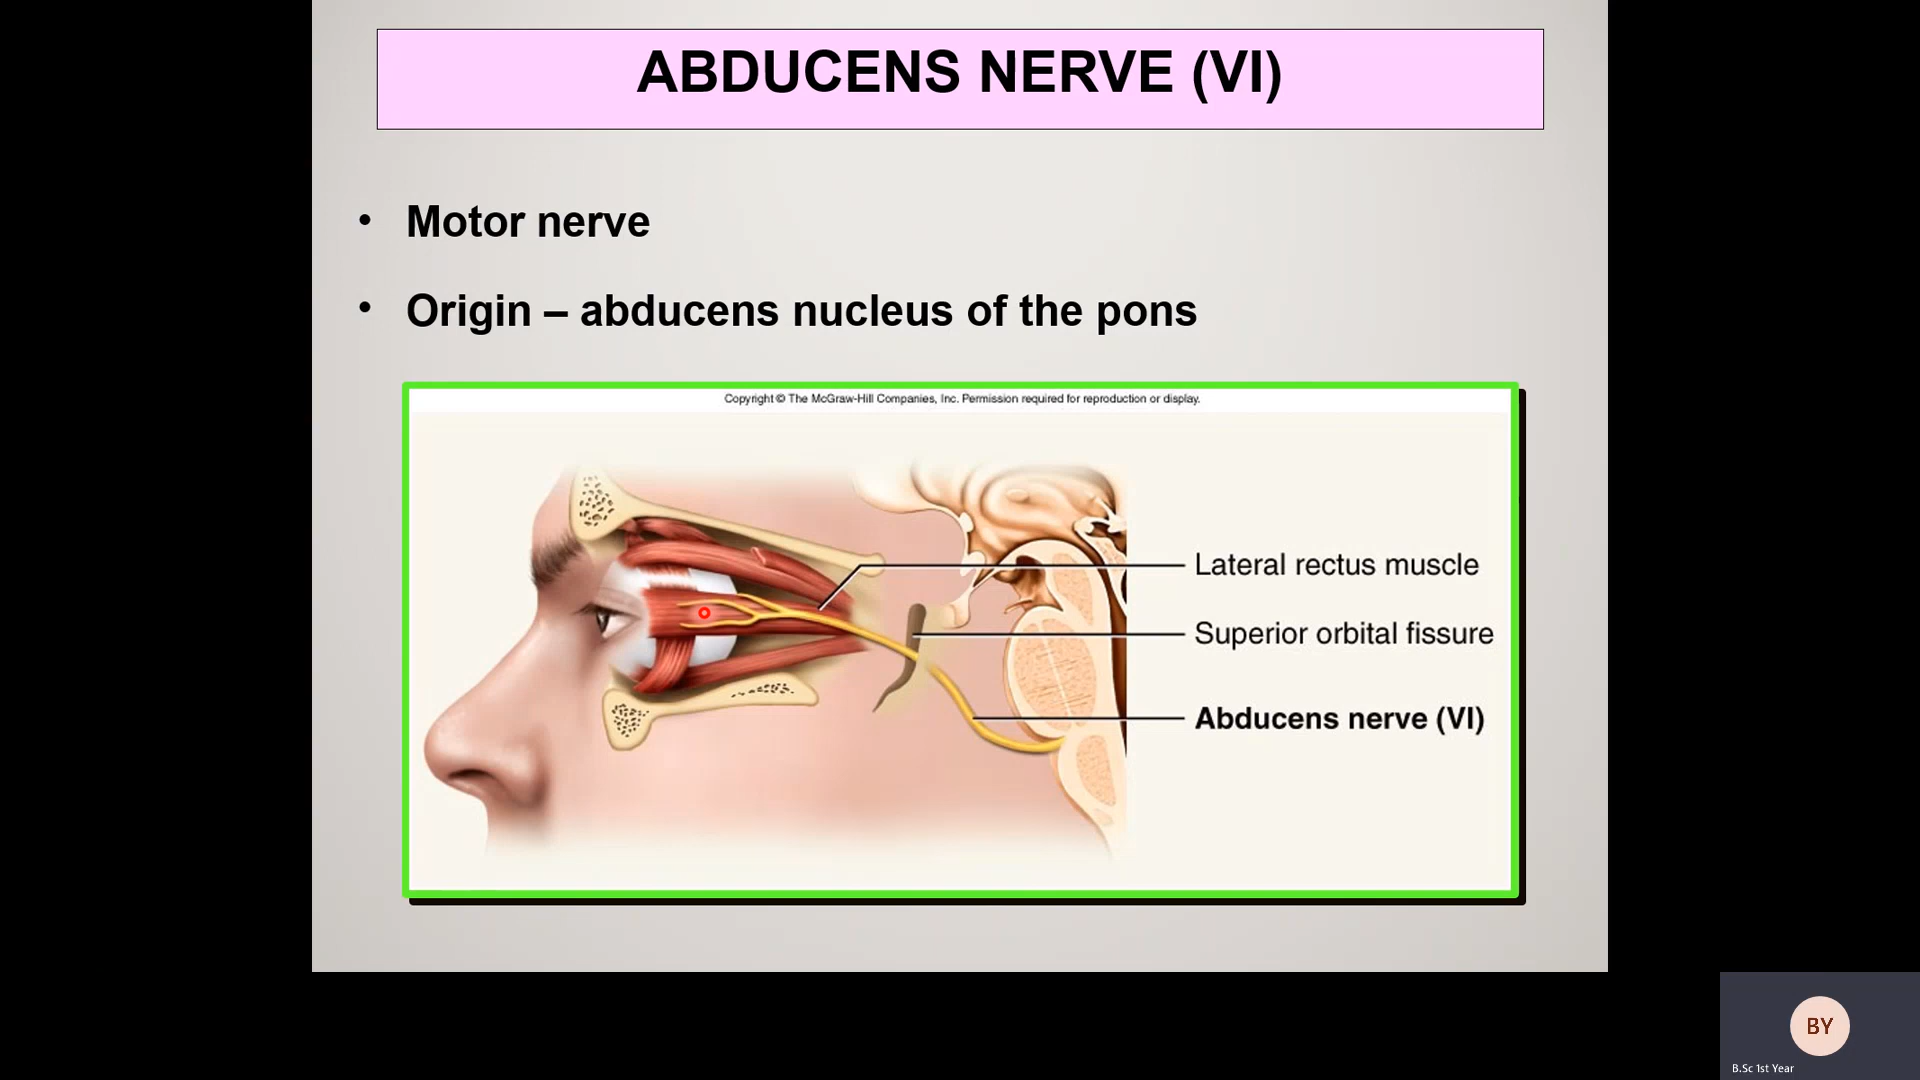 ABDUCENS NERVE (VI)
• Motor nerve
• Origin – abducens nucleus of the pons
Copyright © The McGraw-Hill Companies, Inc. Permission required for reproduction or display.
Lateral rectus muscle
Superior orbital fissure
Abducens nerve (VI)
BY
B.Sc 1st Year